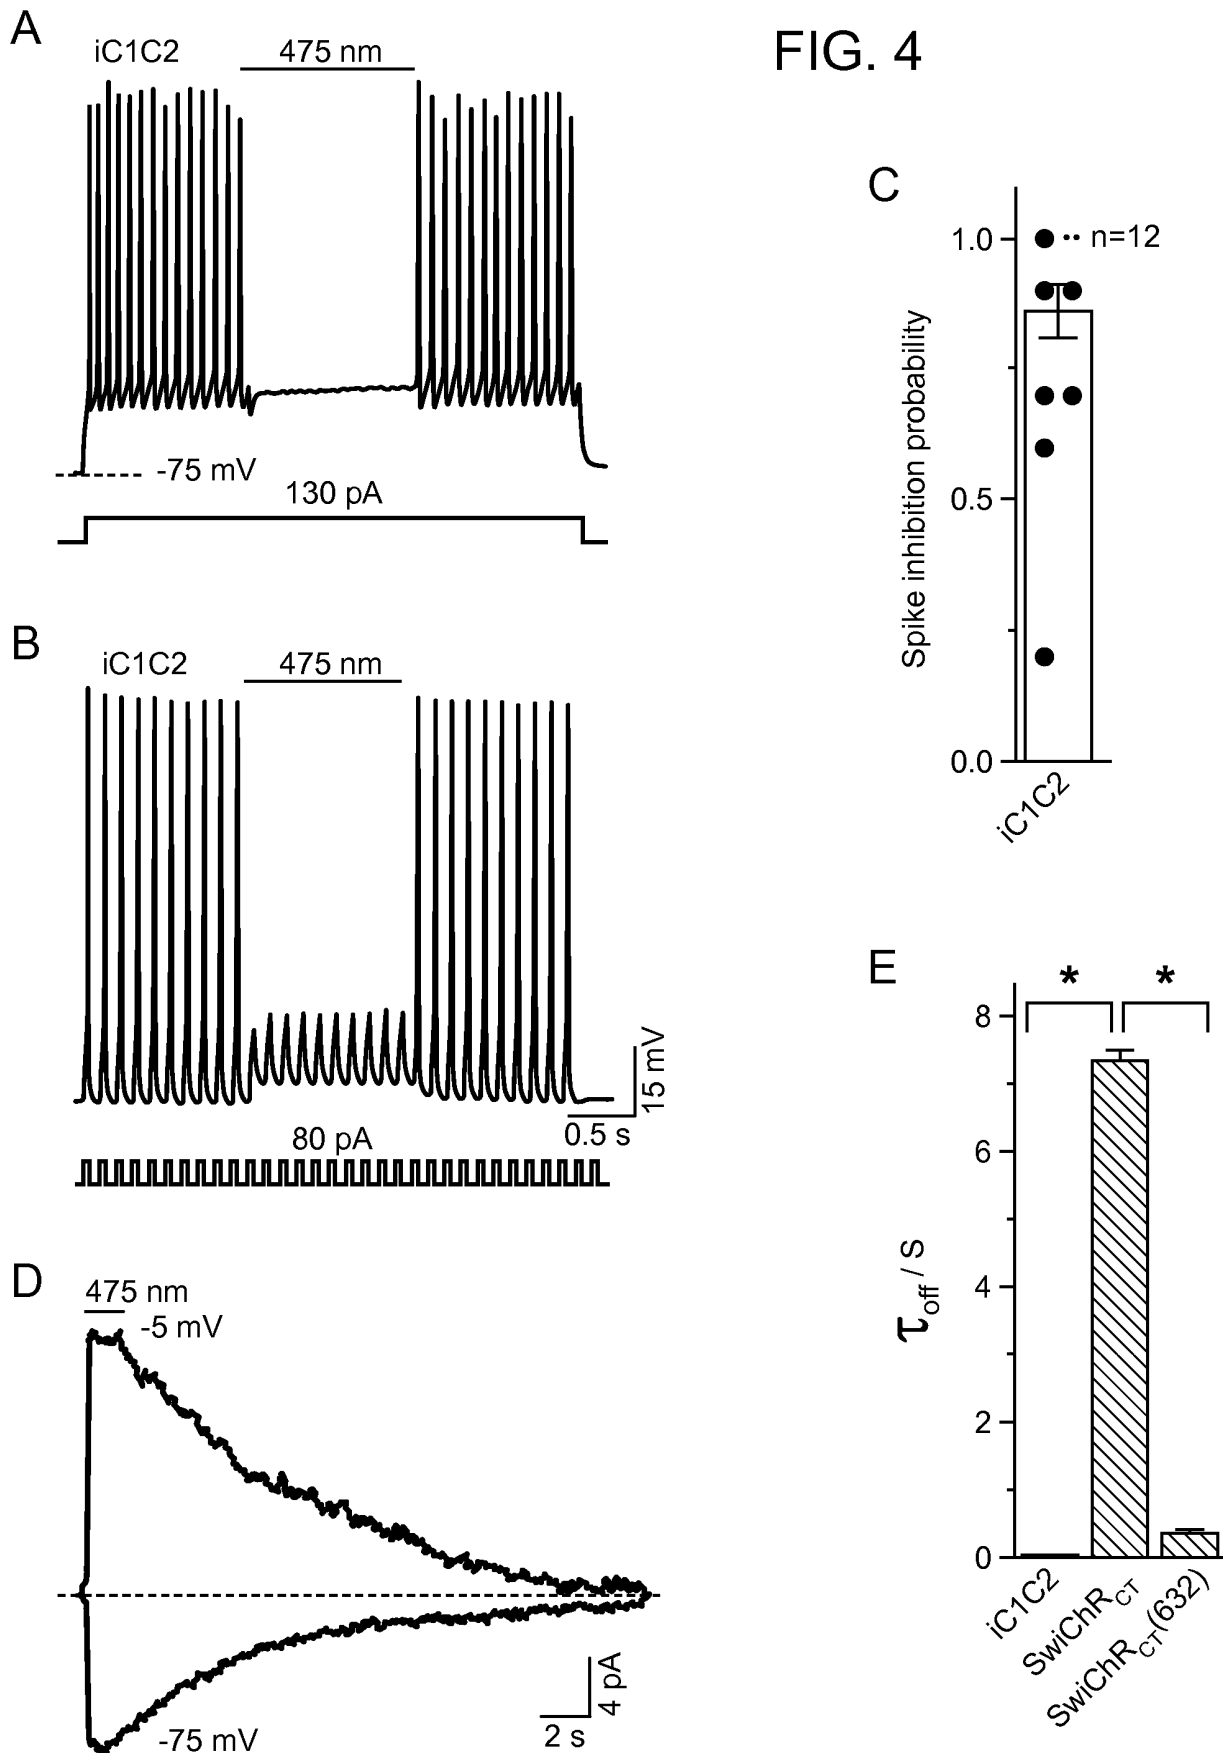 FIG. 4
A
iC1C2
475 nm
-75 mV
130 pA
B
iC1C2
475 nm
15 mV
0.5 s
80 pA
C
Spike inhibition probability
1.0
0.5
0.0
n=12
iC1C2
D
475 nm
-5 mV
-75 mV
4 pA
2 s
E
* *
τoff / s
8
6
4
2
0
iC1C2
SwiChRCT
SwiChRCT(632)